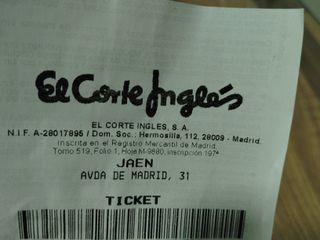 El Corte Inglés
EL CORTE INGLES, S.A.
N.I.F. A-28017895 / Dom. Soc.: Hermosilla, 112, 28009 - Madrid.
Inscrita en el Registro Mercantil de Madrid,
Tomo 519, Folio 1, Hoja M-9880, inscripción 197ª
JAEN
AVDA DE MADRID, 31
TICKET